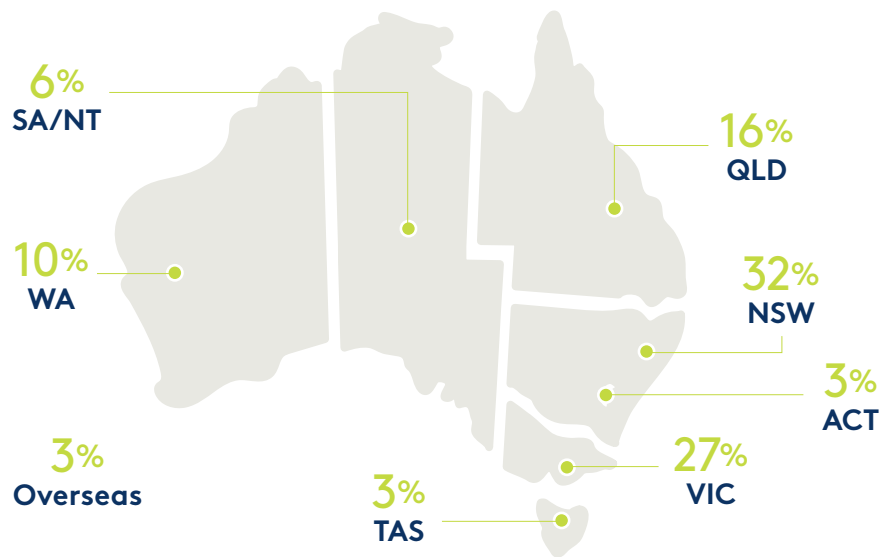 6%
SA/NT
16%
QLD
10%
WA
32%
NSW
3%
ACT
3%
Overseas
27%
VIC
3%
TAS